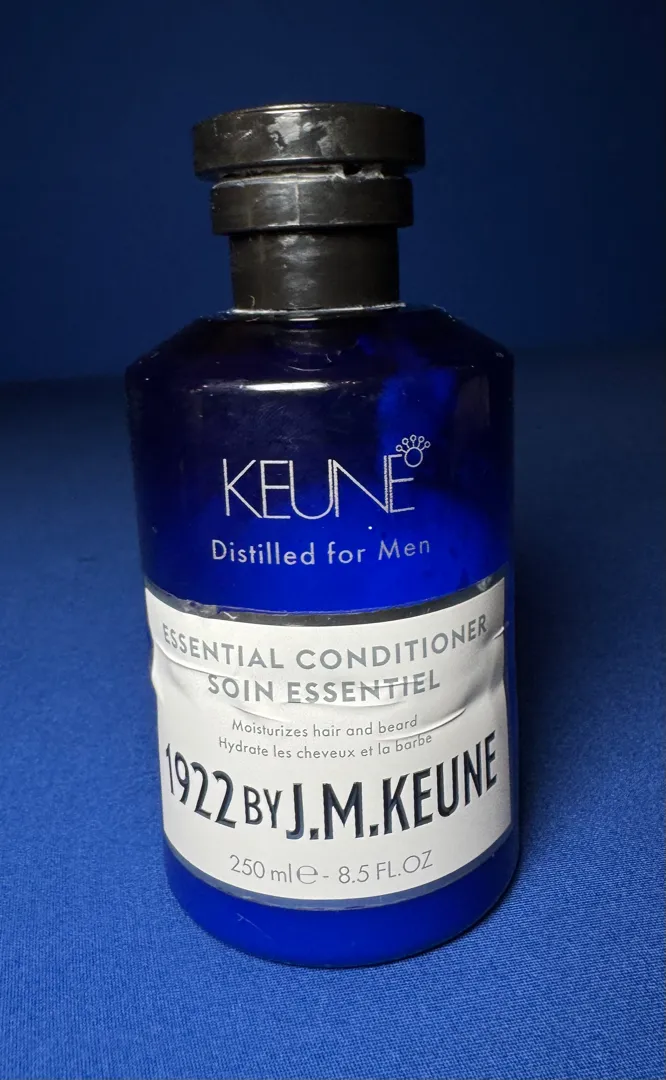 KEUNE
Distilled for Men
ESSENTIAL CONDITIONER
SOIN ESSENTIEL
Moisturizes hair and beard
Hydrate les cheveux et la barbe
1922 BY J.M.KEUNE
250 ml℮ - 8.5 FL.OZ